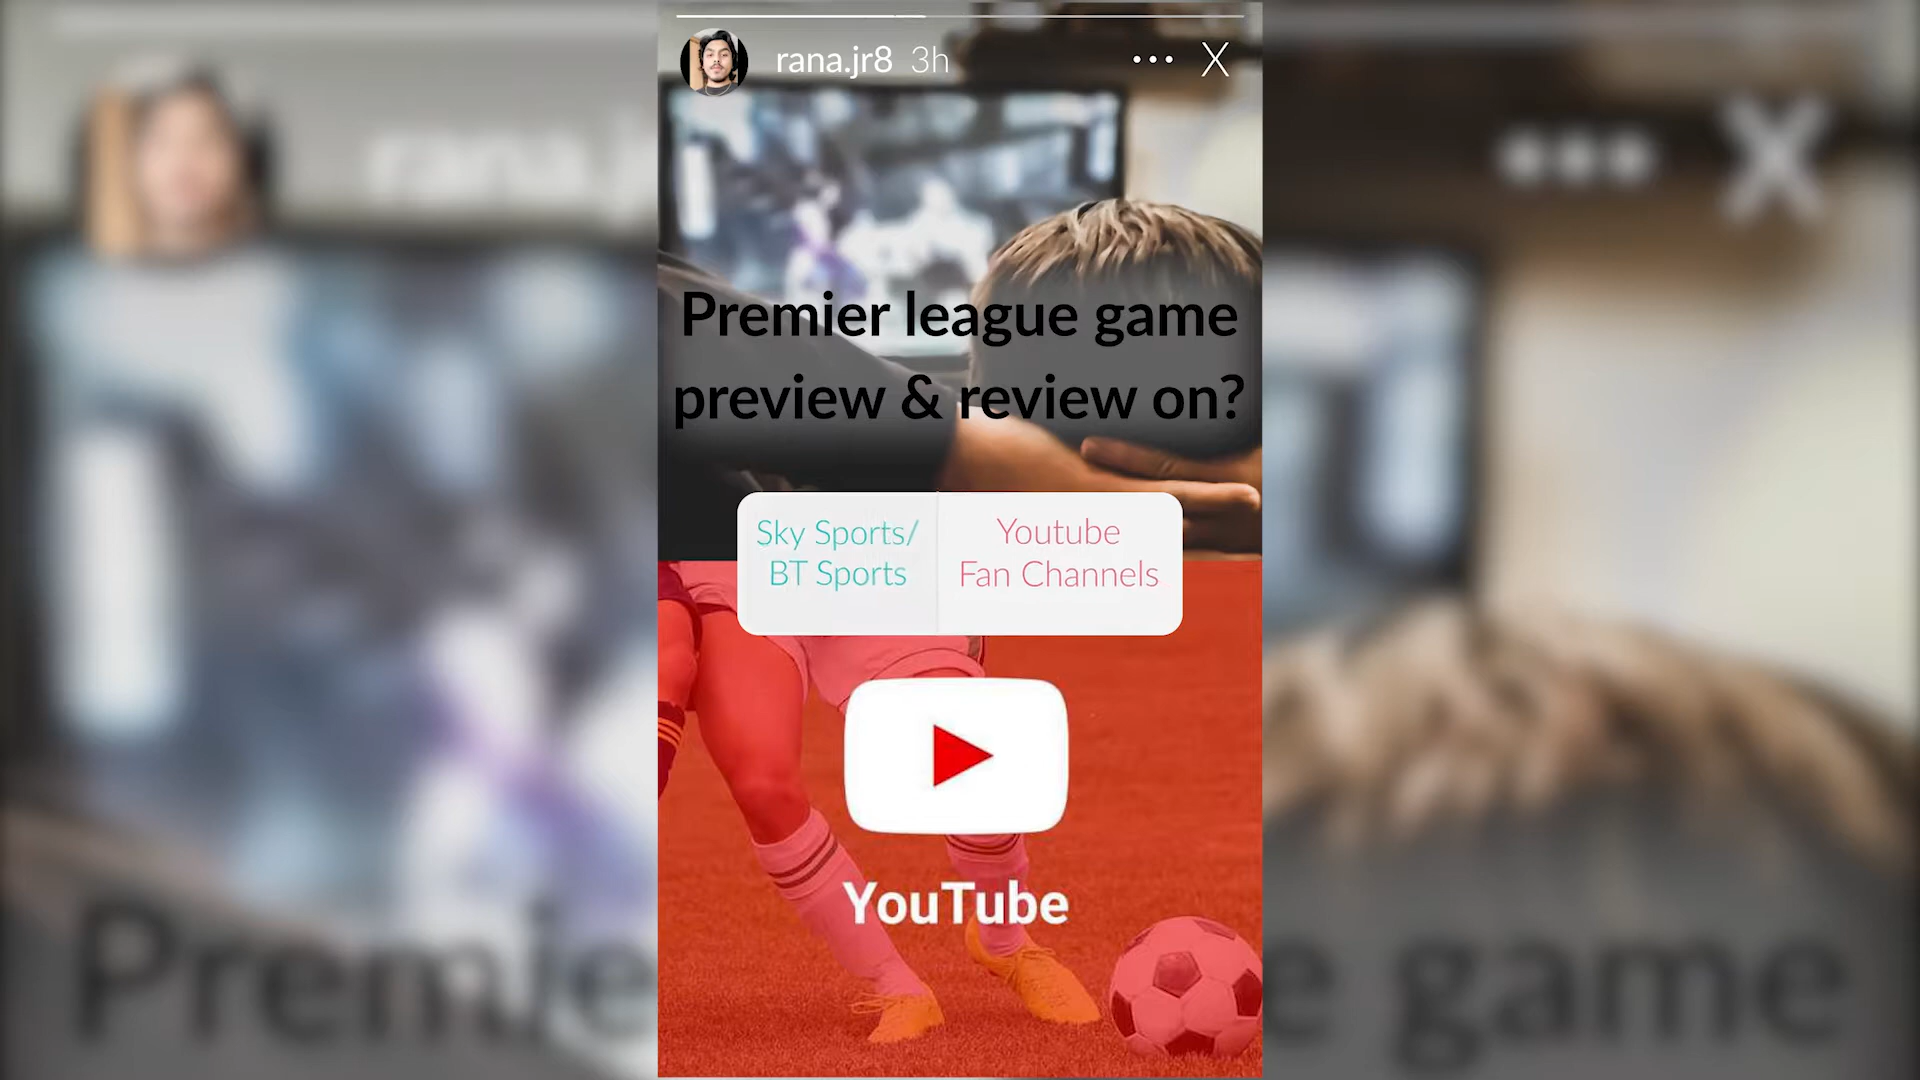 rana.jr8 3h
X
Premier league game
preview & review on?
Sky Sports/
BT Sports
Youtube
Fan Channels
YouTube